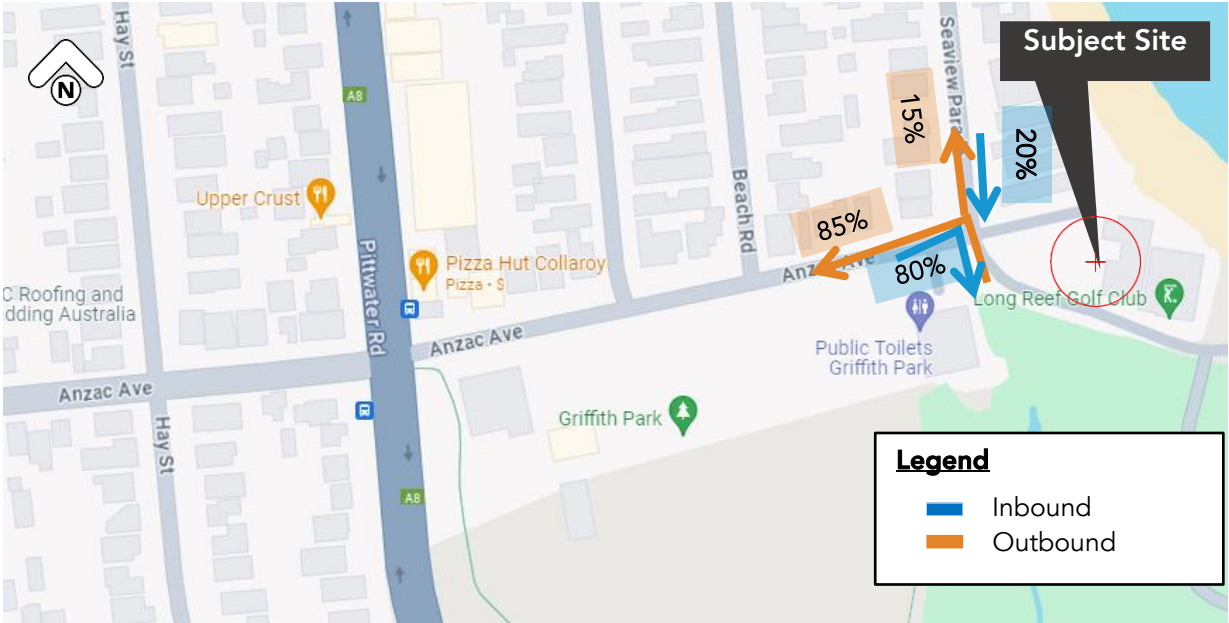 Hay St
A8
Seaview Para
Subject Site
N
15%
20%
Upper Crust
Beach Rd
85%
Pittwater Rd
Pizza Hut Collaroy
Pizza • S
Anz
Ave
80%
C Roofing and
dding Australia
Long Reef Golf Club
Anzac Ave
Public Toilets
Griffith Park
Anzac Ave
Griffith Park
Hay St
A8
Legend
Inbound
Outbound